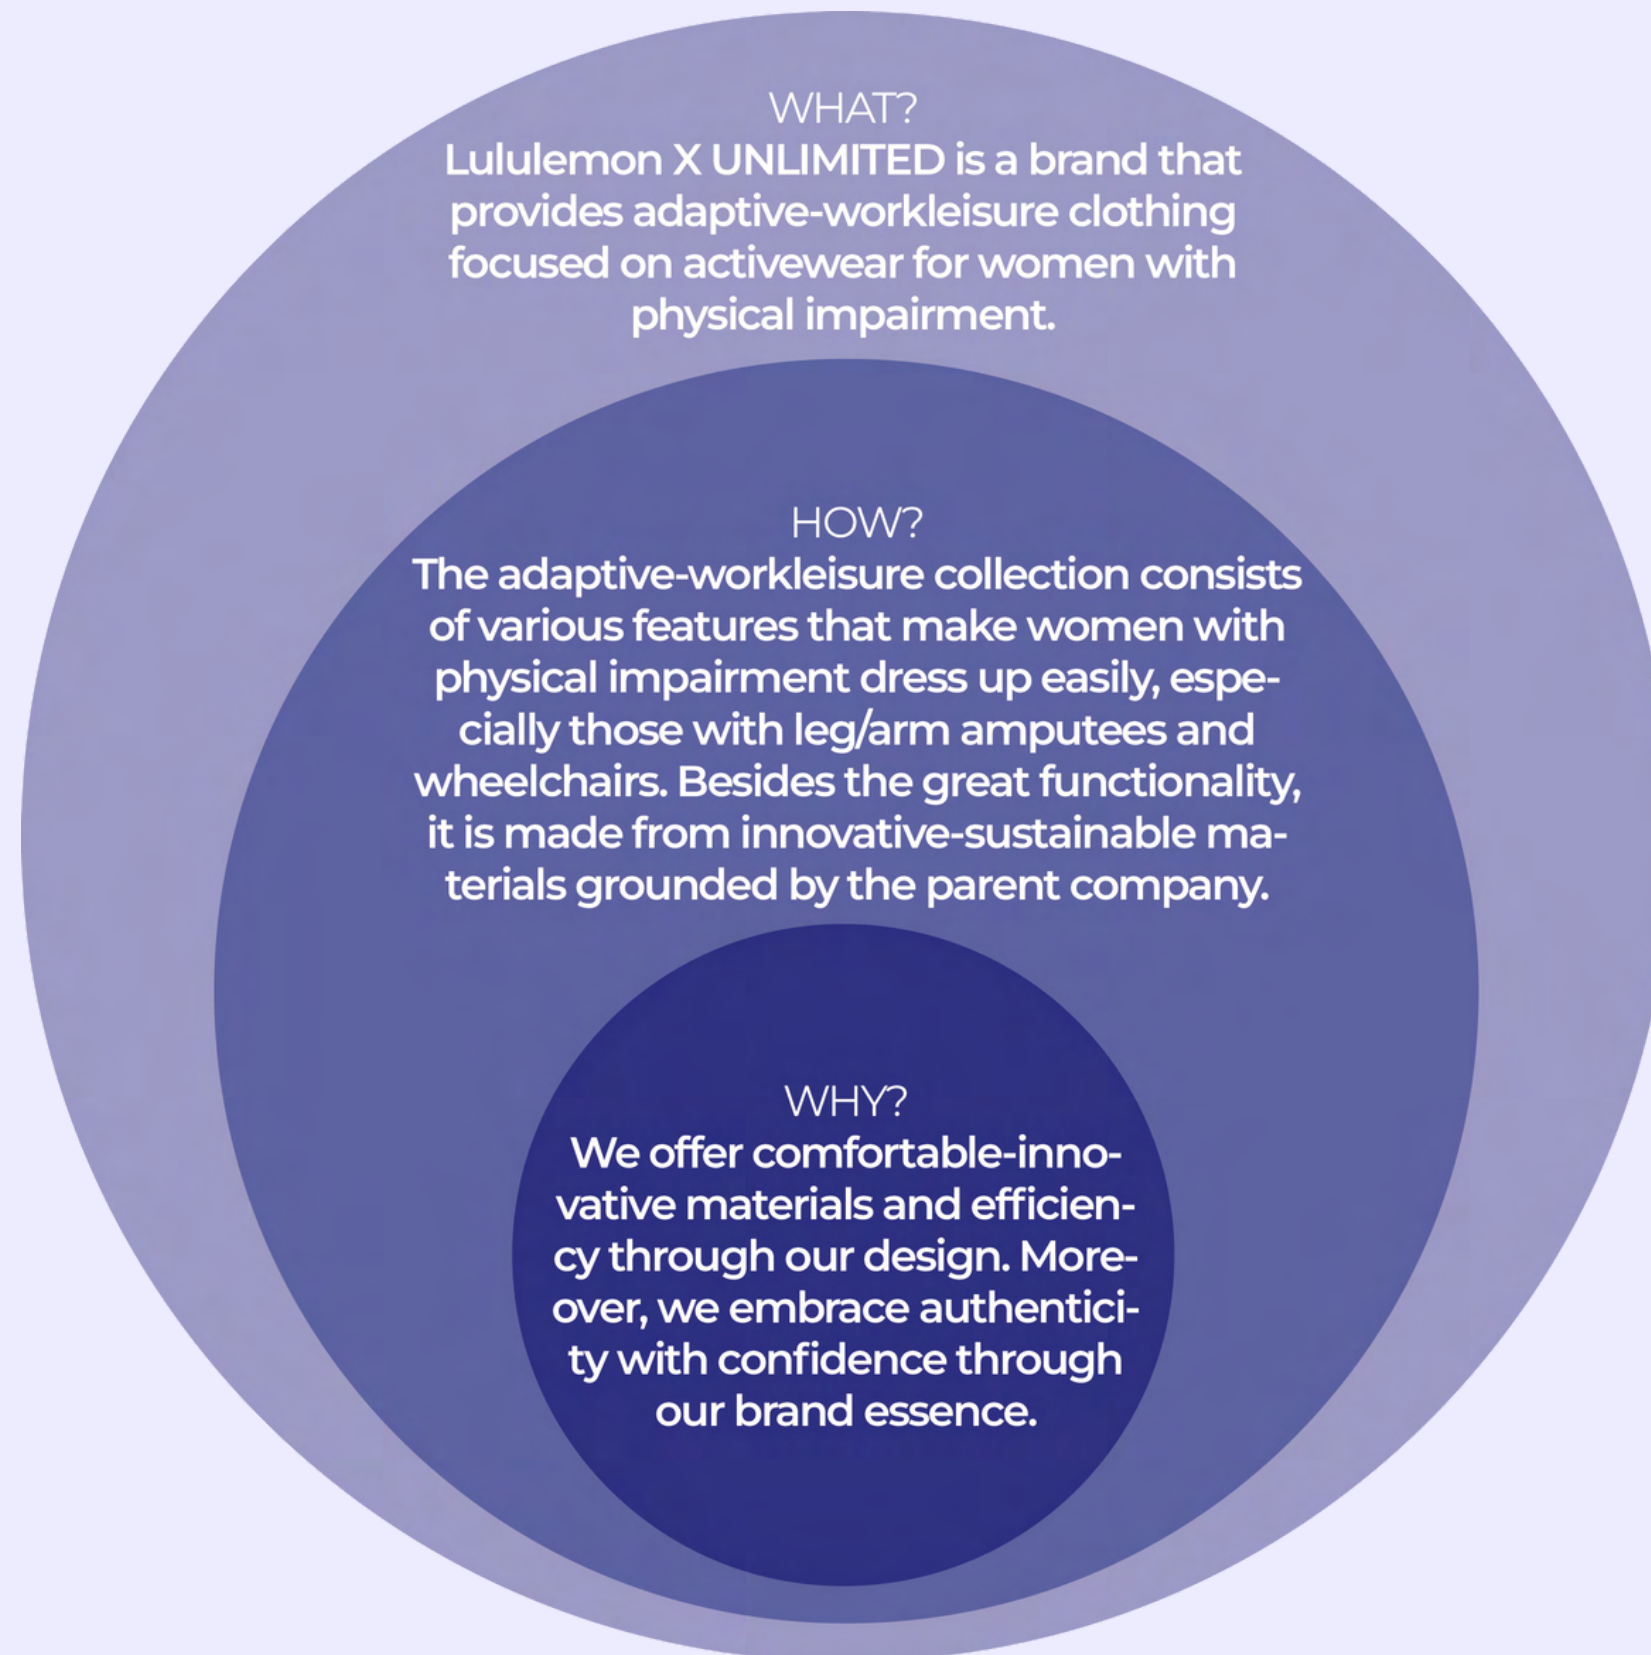 WHAT?
Lululemon X UNLIMITED is a brand that
provides adaptive-workleisure clothing
focused on activewear for women with
physical impairment.
HOW?
The adaptive-workleisure collection consists
of various features that make women with
physical impairment dress up easily, espe-
cially those with leg/arm amputees and
wheelchairs. Besides the great functionality,
it is made from innovative-sustainable ma-
terials grounded by the parent company.
WHY?
We offer comfortable-inno-
vative materials and efficien-
cy through our design. More-
over, we embrace authentici-
ty with confidence through
our brand essence.